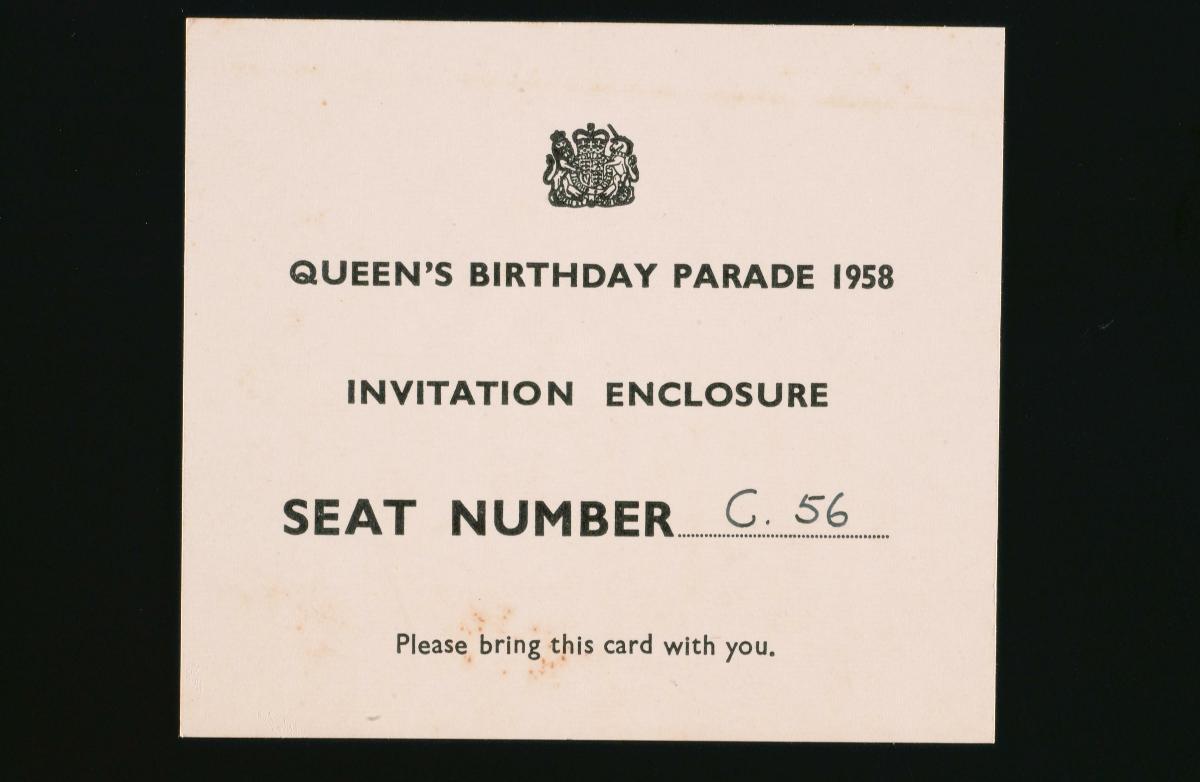 QUEEN'S BIRTHDAY PARADE 1958
INVITATION ENCLOSURE
SEAT NUMBER C. 56
Please bring this card with you.